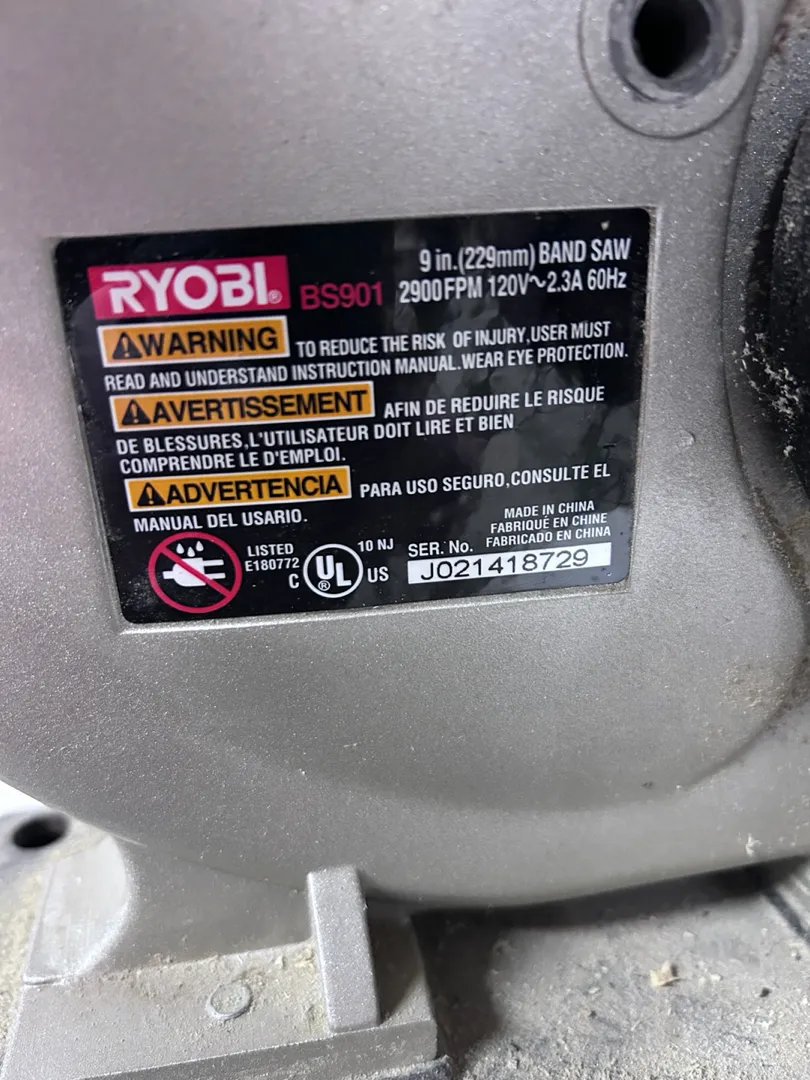 RYOBI® BS901 9 in.(229mm) BAND SAW
2900FPM 120V~2.3A 60Hz
WARNING TO REDUCE THE RISK OF INJURY,USER MUST
READ AND UNDERSTAND INSTRUCTION MANUAL.WEAR EYE PROTECTION.
AVERTISSEMENT AFIN DE REDUIRE LE RISQUE
DE BLESSURES,L'UTILISATEUR DOIT LIRE ET BIEN
COMPRENDRE LE D'EMPLOI.
ADVERTENCIA PARA USO SEGURO,CONSULTE EL
MANUAL DEL USARIO.
MADE IN CHINA
FABRIQUÉ EN CHINE
FABRICADO EN CHINA
LISTED
E180772
C UL® US
10 NJ
SER. No.
J021418729